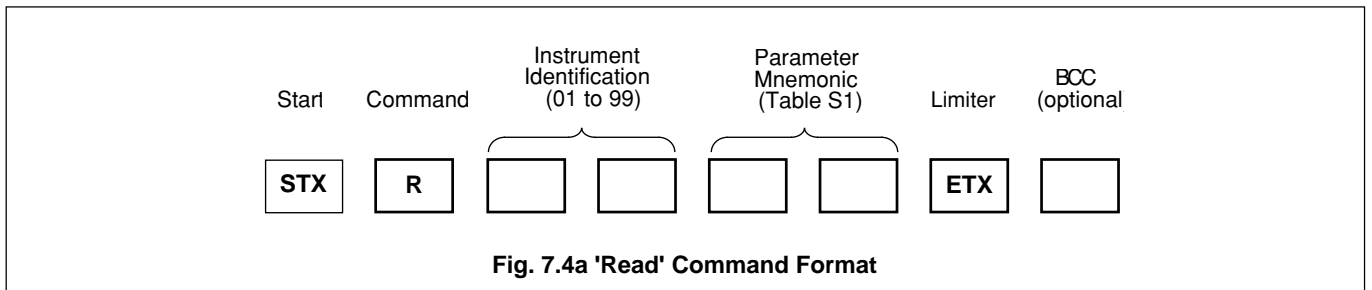 Instrument
Identification
(01 to 99)
Parameter
Mnemonic
(Table S1)
BCC
(optional
Start Command Limiter
STX R ETX
Fig. 7.4a 'Read' Command Format